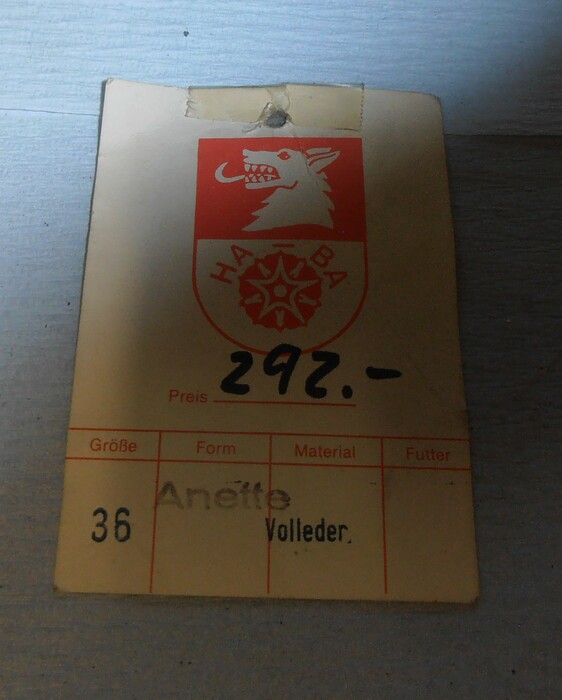 HA–BA
Preis 292.-
Größe Form Material Futter
Anette
36 Volleder.